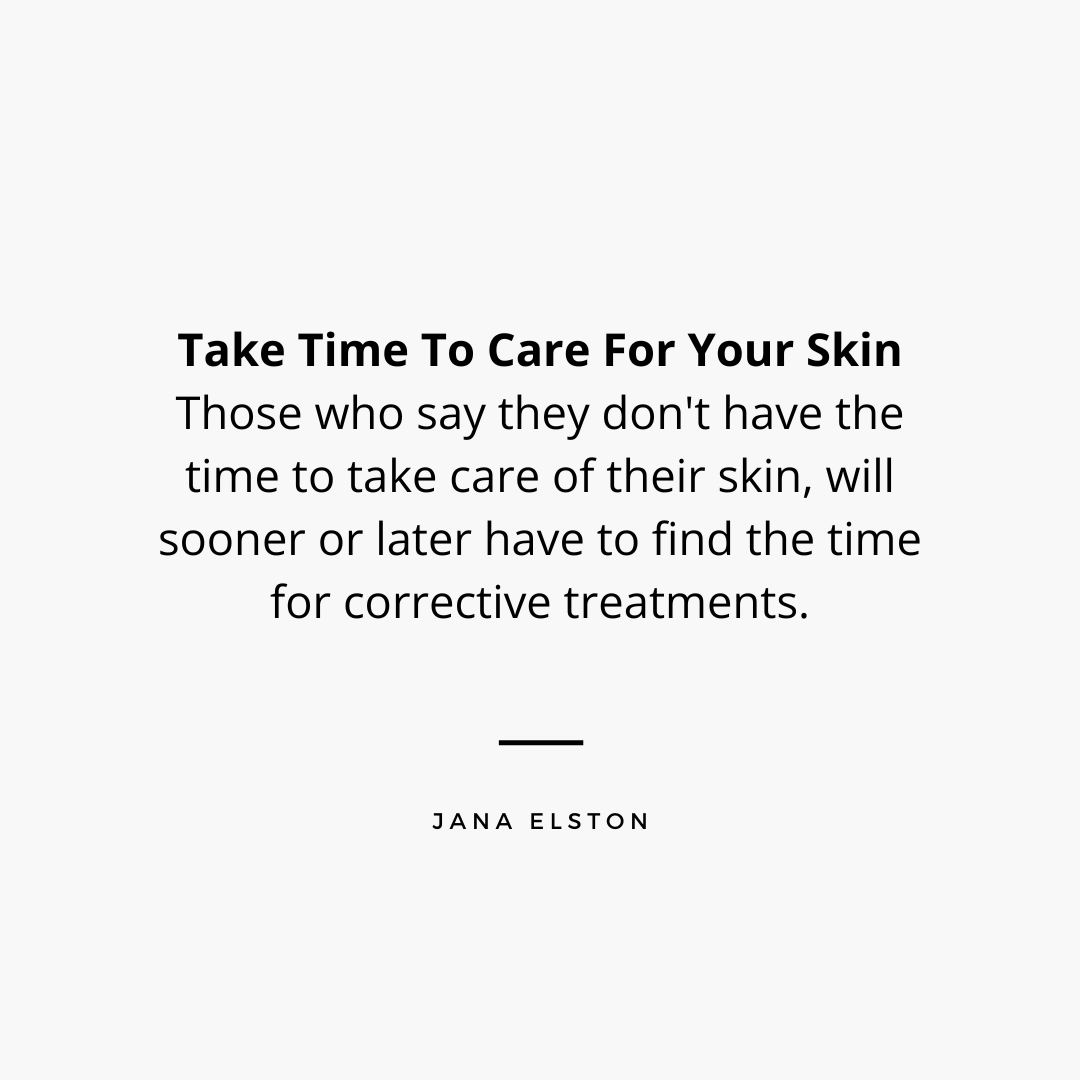 Take Time To Care For Your Skin
Those who say they don't have the
time to take care of their skin, will
sooner or later have to find the time
for corrective treatments.
JANA ELSTON